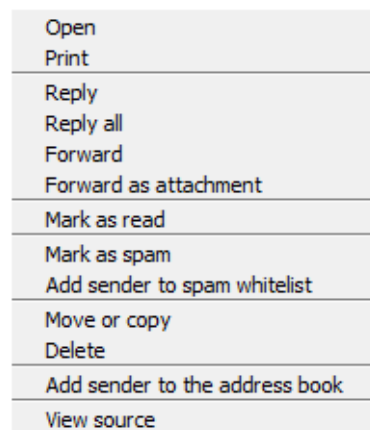 Open
Print
Reply
Reply all
Forward
Forward as attachment
Mark as read
Mark as spam
Add sender to spam whitelist
Move or copy
Delete
Add sender to the address book
View source